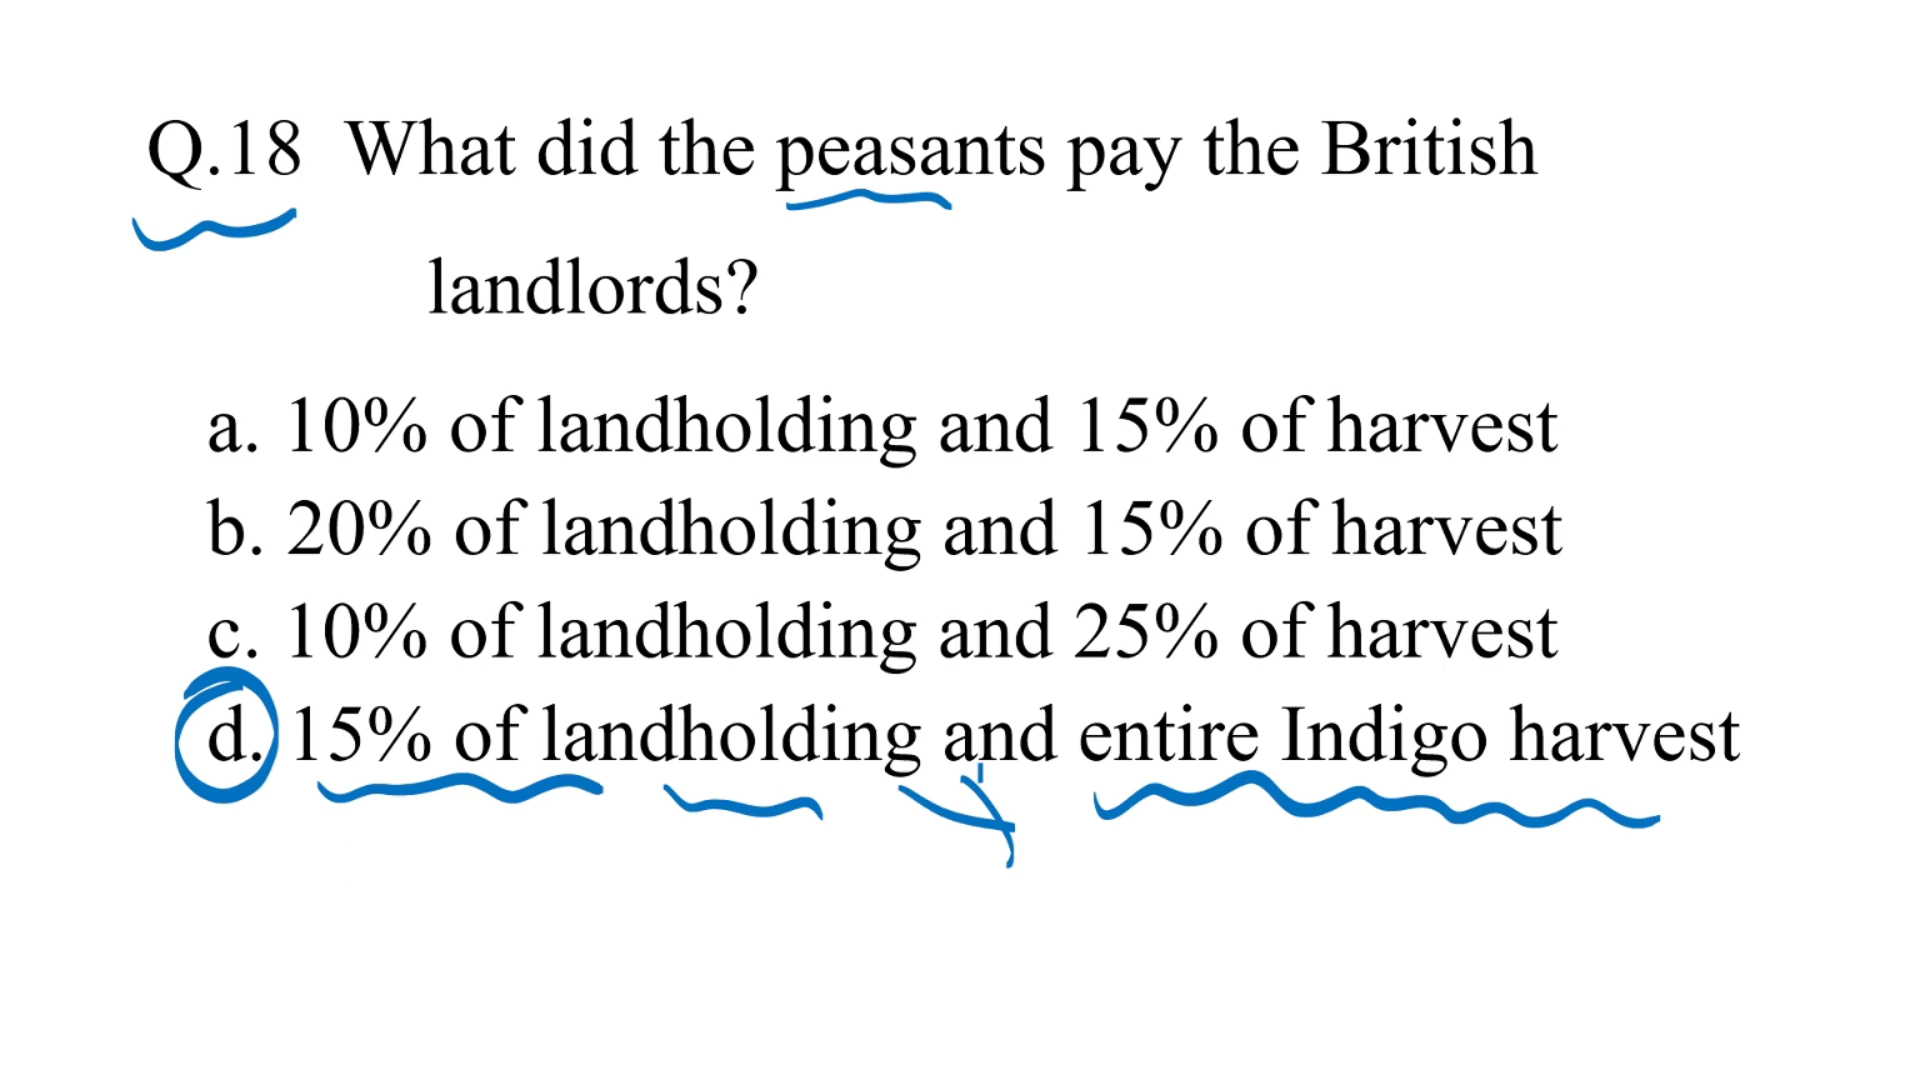 Q.18 What did the peasants pay the British
landlords?
a. 10% of landholding and 15% of harvest
b. 20% of landholding and 15% of harvest
c. 10% of landholding and 25% of harvest
d. 15% of landholding and entire Indigo harvest